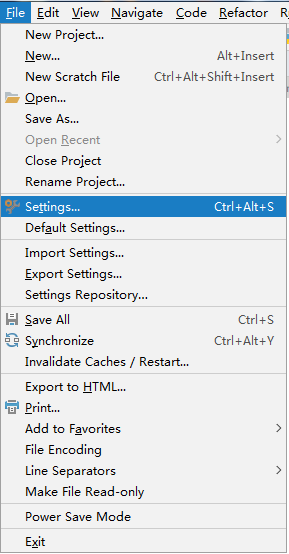 File Edit View Navigate Code Refactor R
New Project...
New... Alt+Insert
New Scratch File Ctrl+Alt+Shift+Insert
Open...
Save As...
Open Recent
Close Project
Rename Project...
Settings... Ctrl+Alt+S
Default Settings...
Import Settings...
Export Settings...
Settings Repository...
Save All Ctrl+S
Synchronize Ctrl+Alt+Y
Invalidate Caches / Restart...
Export to HTML...
Print...
Add to Favorites
File Encoding
Line Separators
Make File Read-only
Power Save Mode
Exit